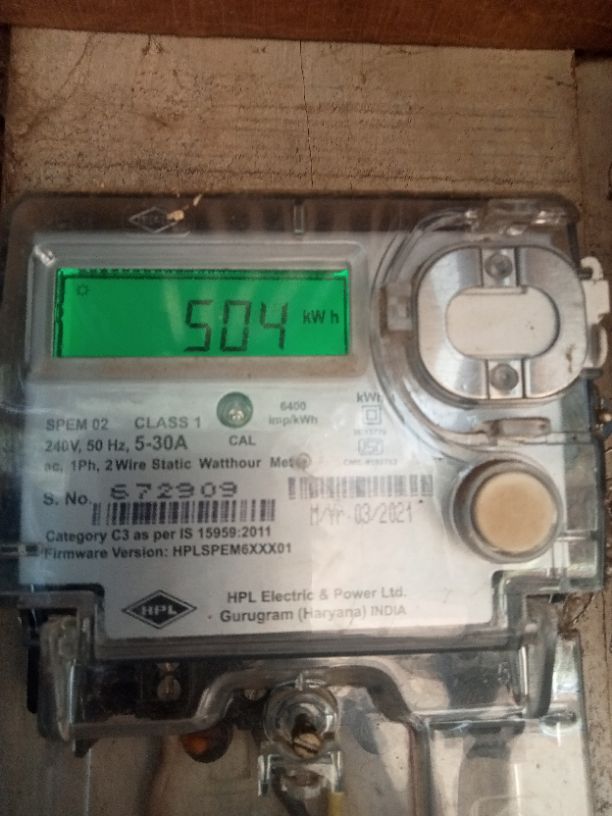 504 kWh
SPEM 02 CLASS 1
6400 imp/kWh
kWh
240V, 50 Hz, 5-30A
CAL
ac, 1Ph, 2 Wire Static Watthour Meter
S. No. 672909
M/Yr-03/2021
Category C3 as per IS 15959:2011
Firmware Version: HPLSPEM6XXX01
HPL
HPL Electric & Power Ltd.
Gurugram (Haryana) INDIA